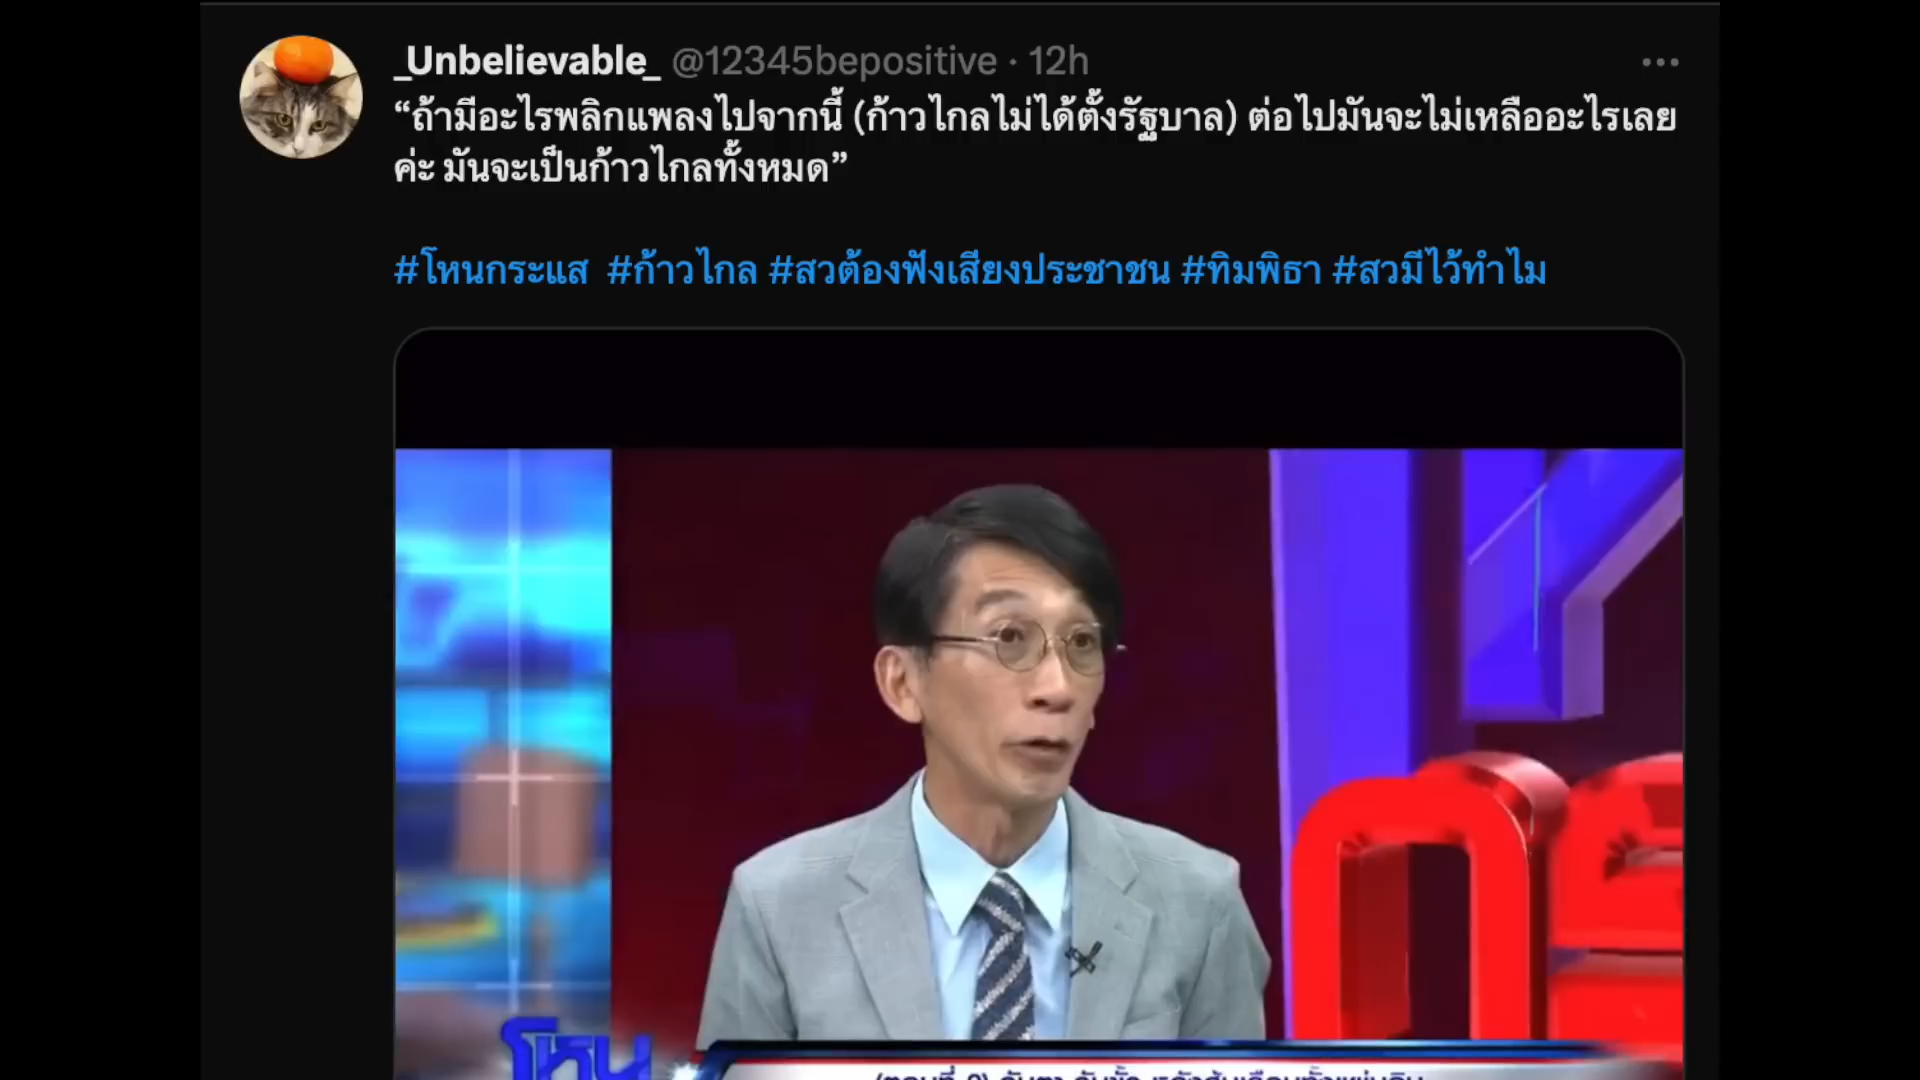 _Unbelievable_ @12345bepositive · 12h
“ถ้ามีอะไรพลิกแพลงไปจากนี้ (ก้าวไกลไม่ได้ตั้งรัฐบาล) ต่อไปมันจะไม่เหลืออะไรเลย
ค่ะ มันจะเป็นก้าวไกลทั้งหมด”
#โหนกระแส #ก้าวไกล #สวต้องฟังเสียงประชาชน #ทิมพิธา #สวมีไว้ทำไม
โหน